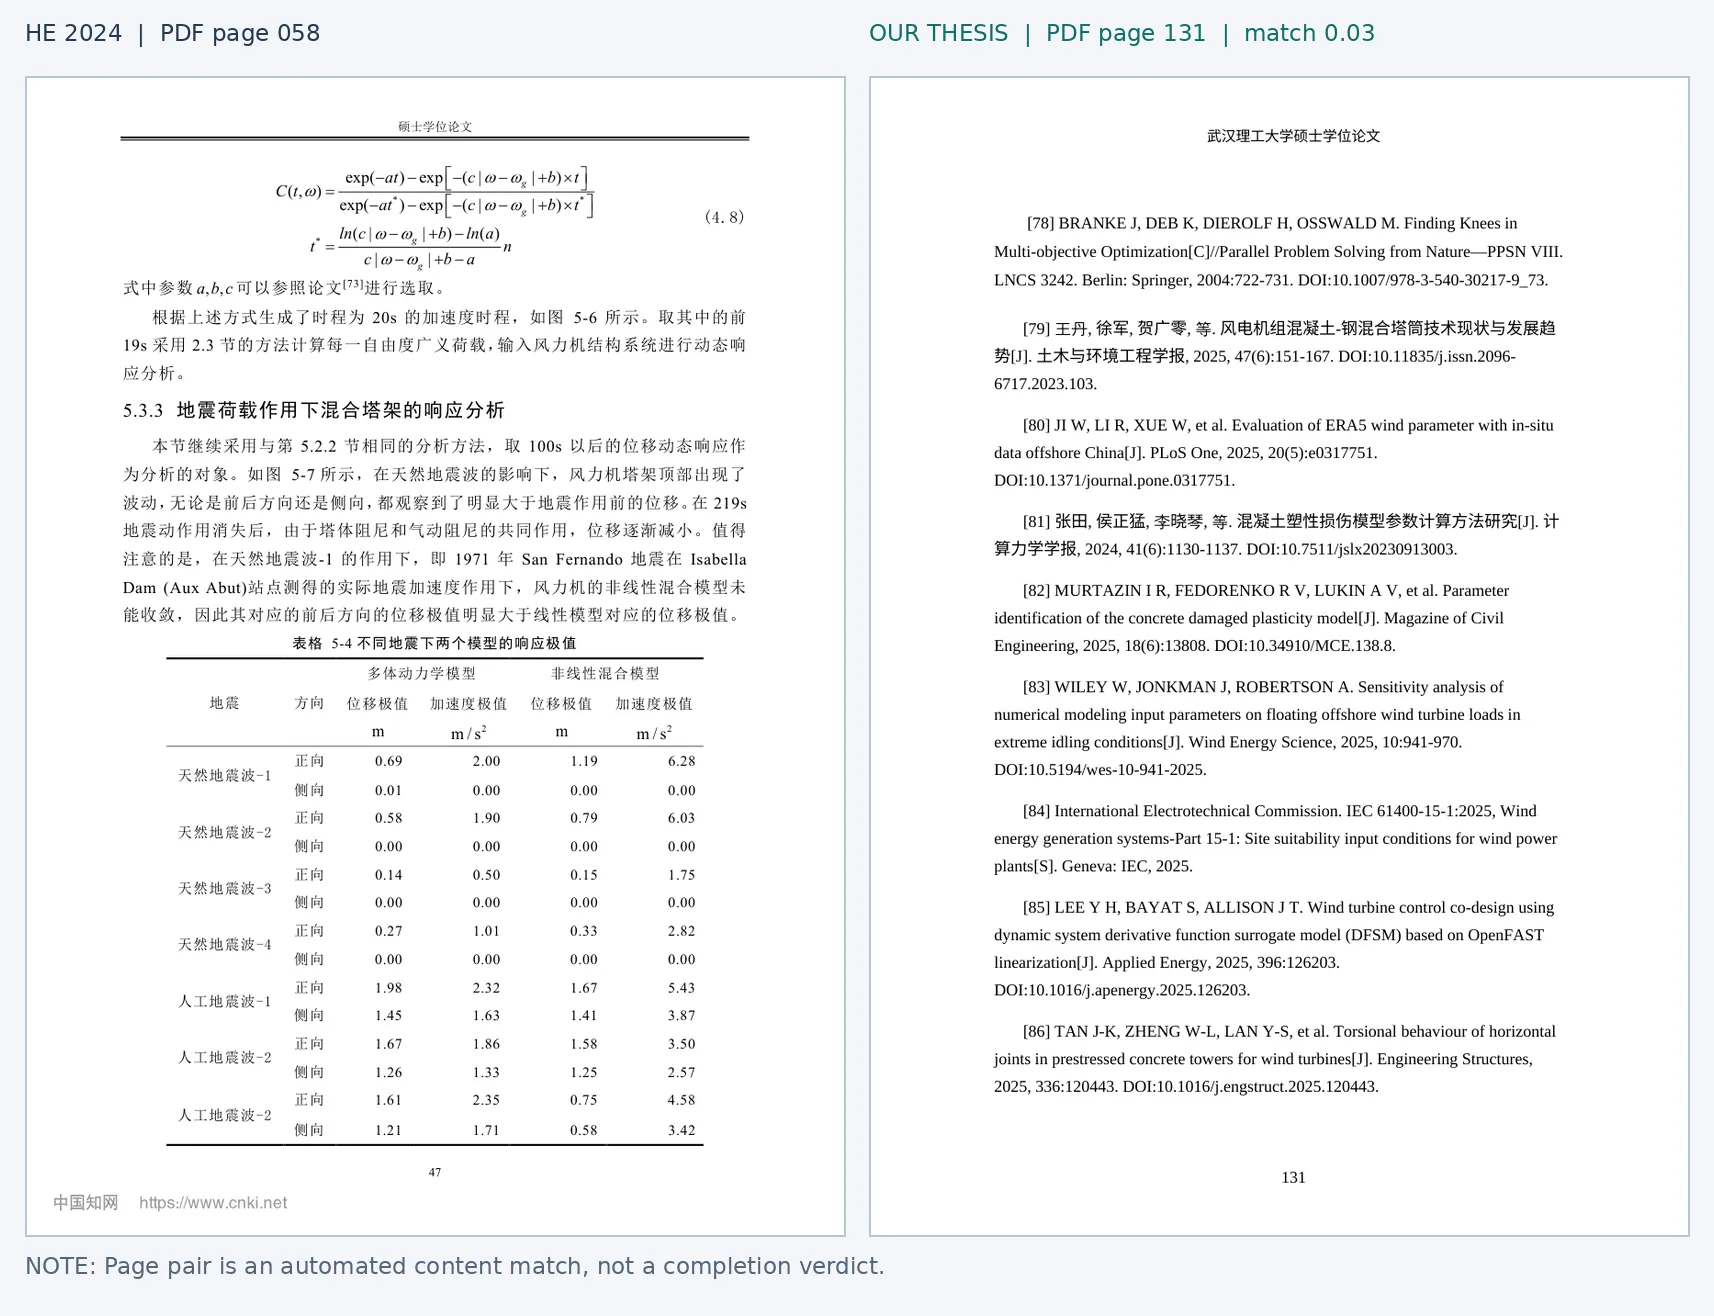 HE 2024 | PDF page 058
硕士学位论文
C(t,ω) = exp(−at) − exp[−(c | ω − ω_g | +b) × t] / exp(−at^*) − exp[−(c | ω − ω_g | +b) × t^*]
(4.8)
t^* = ln(c | ω − ω_g | +b) − ln(a) / c | ω − ω_g | +b − a n
式中参数 a,b,c 可以参照论文[73]进行选取。
根据上述方式生成了时程为 20s 的加速度时程，如图 5-6 所示。取其中的前
19s 采用 2.3 节的方法计算每一自由度广义荷载,输入风力机结构系统进行动态响
应分析。
5.3.3 地震荷载作用下混合塔架的响应分析
本节继续采用与第 5.2.2 节相同的分析方法，取 100s 以后的位移动态响应作
为分析的对象。如图 5-7 所示，在天然地震波的影响下，风力机塔架顶部出现了
波动,无论是前后方向还是侧向,都观察到了明显大于地震作用前的位移。在 219s
地震动作用消失后，由于塔体阻尼和气动阻尼的共同作用，位移逐渐减小。值得
注意的是，在天然地震波-1 的作用下，即 1971 年 San Fernando 地震在 Isabella
Dam (Aux Abut)站点测得的实际地震加速度作用下，风力机的非线性混合模型未
能收敛，因此其对应的前后方向的位移极值明显大于线性模型对应的位移极值。
表格 5-4 不同地震下两个模型的响应极值
多体动力学模型 非线性混合模型
地震 方向 位移极值 加速度极值 位移极值 加速度极值
m m/s² m m/s²
天然地震波-1 正向 0.69 2.00 1.19 6.28
侧向 0.01 0.00 0.00 0.00
天然地震波-2 正向 0.58 1.90 0.79 6.03
侧向 0.00 0.00 0.00 0.00
天然地震波-3 正向 0.14 0.50 0.15 1.75
侧向 0.00 0.00 0.00 0.00
天然地震波-4 正向 0.27 1.01 0.33 2.82
侧向 0.00 0.00 0.00 0.00
人工地震波-1 正向 1.98 2.32 1.67 5.43
侧向 1.45 1.63 1.41 3.87
人工地震波-2 正向 1.67 1.86 1.58 3.50
侧向 1.26 1.33 1.25 2.57
人工地震波-2 正向 1.61 2.35 0.75 4.58
侧向 1.21 1.71 0.58 3.42
47
中国知网 https://www.cnki.net
OUR THESIS | PDF page 131 | match 0.03
武汉理工大学硕士学位论文
[78] BRANKE J, DEB K, DIEROLF H, OSSWALD M. Finding Knees in
Multi-objective Optimization[C]//Parallel Problem Solving from Nature—PPSN VIII.
LNCS 3242. Berlin: Springer, 2004:722-731. DOI:10.1007/978-3-540-30217-9_73.
[79] 王丹, 徐军, 贺广零, 等. 风电机组混凝土-钢混合塔筒技术现状与发展趋
势[J]. 土木与环境工程学报, 2025, 47(6):151-167. DOI:10.11835/j.issn.2096-
6717.2023.103.
[80] JI W, LI R, XUE W, et al. Evaluation of ERA5 wind parameter with in-situ
data offshore China[J]. PLoS One, 2025, 20(5):e0317751.
DOI:10.1371/journal.pone.0317751.
[81] 张田, 侯正猛, 李晓琴, 等. 混凝土塑性损伤模型参数计算方法研究[J]. 计
算力学学报, 2024, 41(6):1130-1137. DOI:10.7511/jslx20230913003.
[82] MURTAZIN I R, FEDORENKO R V, LUKIN A V, et al. Parameter
identification of the concrete damaged plasticity model[J]. Magazine of Civil
Engineering, 2025, 18(6):13808. DOI:10.34910/MCE.138.8.
[83] WILEY W, JONKMAN J, ROBERTSON A. Sensitivity analysis of
numerical modeling input parameters on floating offshore wind turbine loads in
extreme idling conditions[J]. Wind Energy Science, 2025, 10:941-970.
DOI:10.5194/wes-10-941-2025.
[84] International Electrotechnical Commission. IEC 61400-15-1:2025, Wind
energy generation systems-Part 15-1: Site suitability input conditions for wind power
plants[S]. Geneva: IEC, 2025.
[85] LEE Y H, BAYAT S, ALLISON J T. Wind turbine control co-design using
dynamic system derivative function surrogate model (DFSM) based on OpenFAST
linearization[J]. Applied Energy, 2025, 396:126203.
DOI:10.1016/j.apenergy.2025.126203.
[86] TAN J-K, ZHENG W-L, LAN Y-S, et al. Torsional behaviour of horizontal
joints in prestressed concrete towers for wind turbines[J]. Engineering Structures,
2025, 336:120443. DOI:10.1016/j.engstruct.2025.120443.
131
NOTE: Page pair is an automated content match, not a completion verdict.